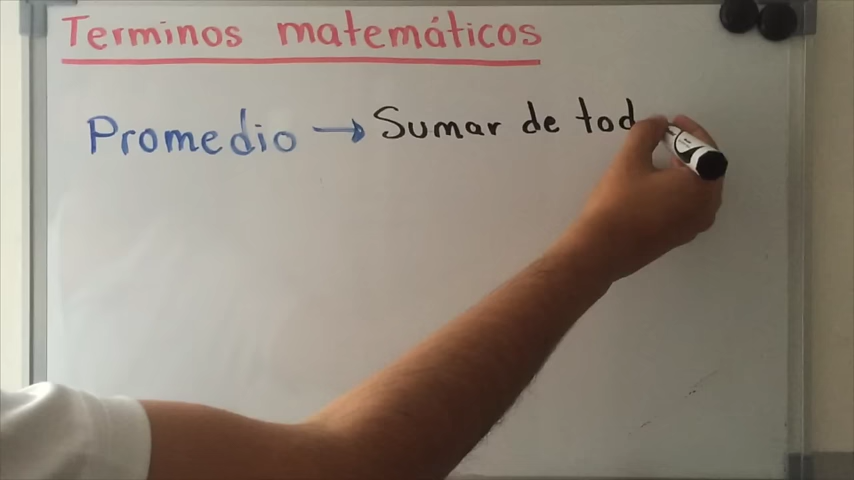 Terminos matemáticos
Promedio → Sumar de tod